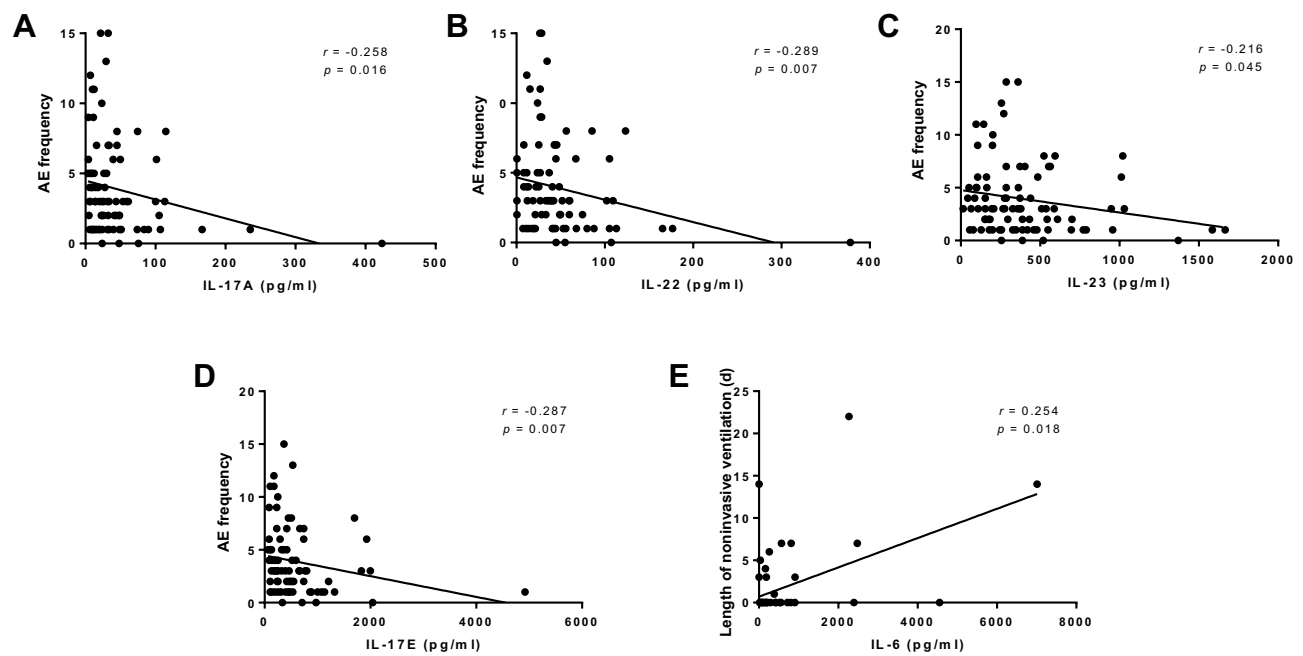 A
r = -0.258
p = 0.016
15
10
5
0
AE frequency
0 100 200 300 400 500
IL-17A (pg/ml)
B
r = -0.289
p = 0.007
15
0
5
0
AE frequency
0 100 200 300 400
IL-22 (pg/ml)
C
r = -0.216
p = 0.045
20
15
10
5
0
AE frequency
0 500 1000 1500 2000
IL-23 (pg/ml)
D
r = -0.287
p = 0.007
20
15
10
5
0
AE frequency
0 2000 4000 6000
IL-17E (pg/ml)
E
r = 0.254
p = 0.018
25
20
15
10
5
0
Length of noninvasive ventilation (d)
0 2000 4000 6000 8000
IL-6 (pg/ml)